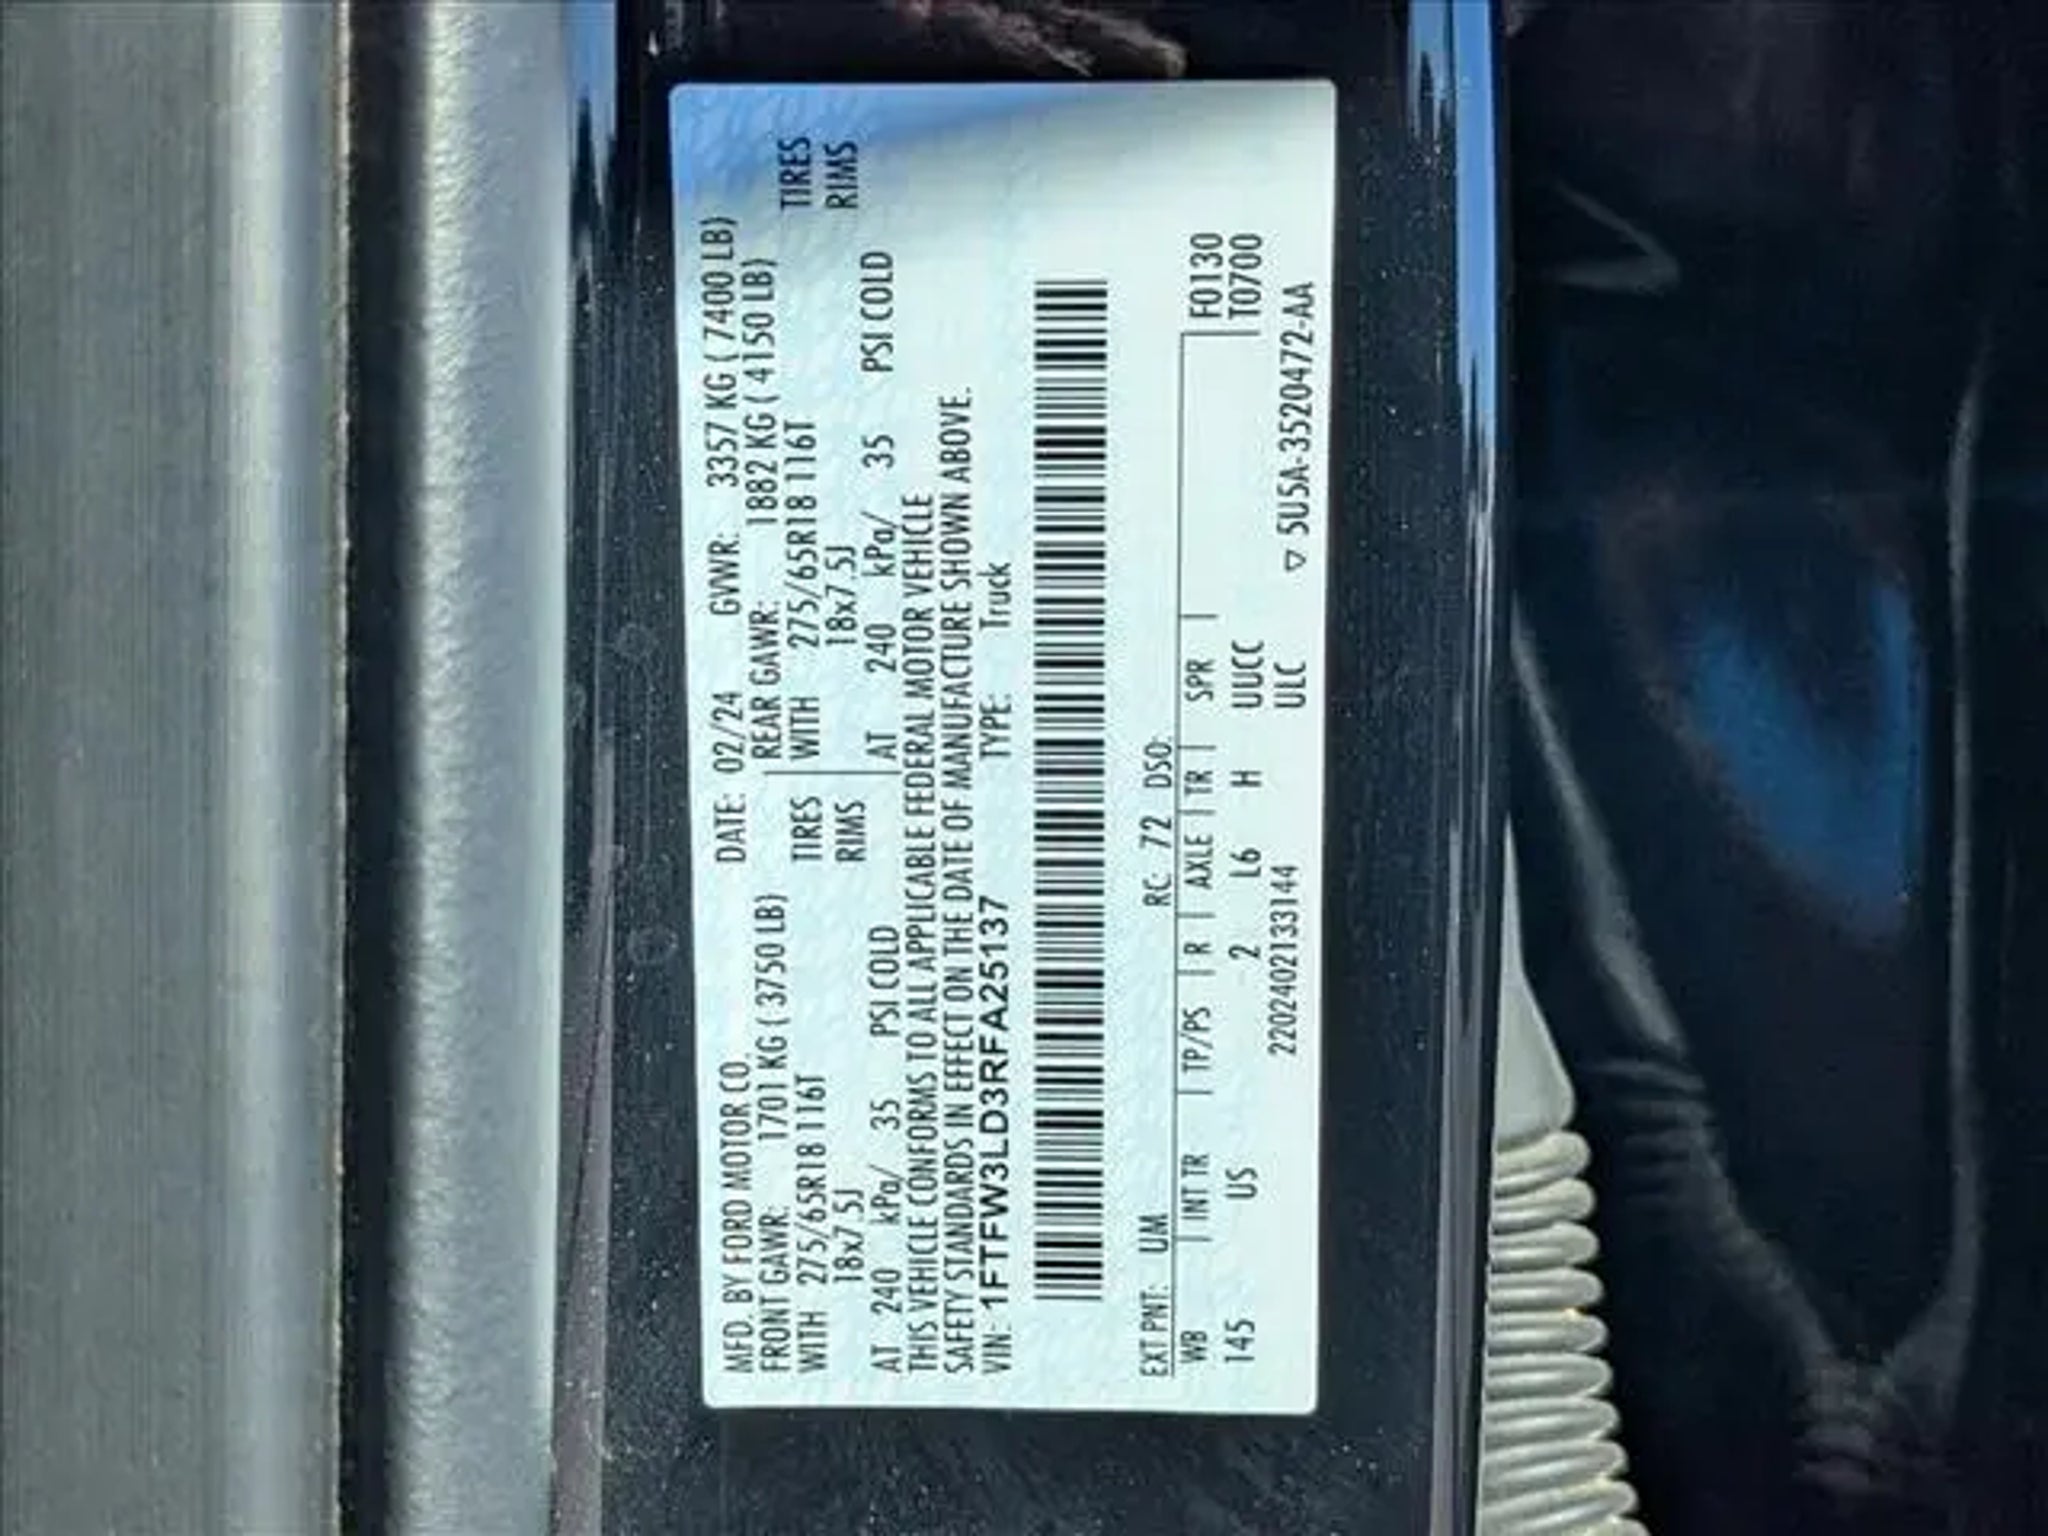 MFD. BY FORD MOTOR CO. DATE: 02/24 GVWR: 3357 KG ( 7400 LB)
FRONT GAWR: 1701 KG ( 3750 LB) REAR GAWR: 1882 KG ( 4150 LB)
WITH 275/65R18 116T TIRES WITH 275/65R18 116T TIRES
18x7.5J RIMS 18x7.5J RIMS
AT 240 kPa/ 35 PSI COLD AT 240 kPa/ 35 PSI COLD
THIS VEHICLE CONFORMS TO ALL APPLICABLE FEDERAL MOTOR VEHICLE
SAFETY STANDARDS IN EFFECT ON THE DATE OF MANUFACTURE SHOWN ABOVE.
VIN: 1FTFW3LD3RFA25137 TYPE: Truck
EXT PNT: UM RC: 72 DSO:
WB INT TR TP/PS R AXLE TR SPR F0130
145 US 2 L6 H UUCC T0700
ULC
2202402133144 5U5A-3520472-AA